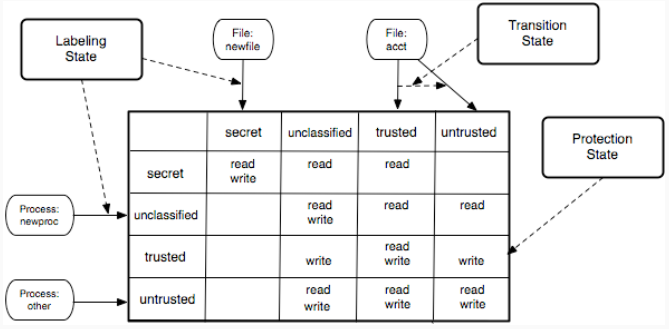 Labeling
State
File:
newfile
File:
acct
Transition
State
secret
unclassified
trusted
untrusted
Protection
State
secret
read
write
read
read
Process:
newproc
unclassified
read
write
read
read
trusted
write
read
write
write
Process:
other
untrusted
read
write
read
write
read
write